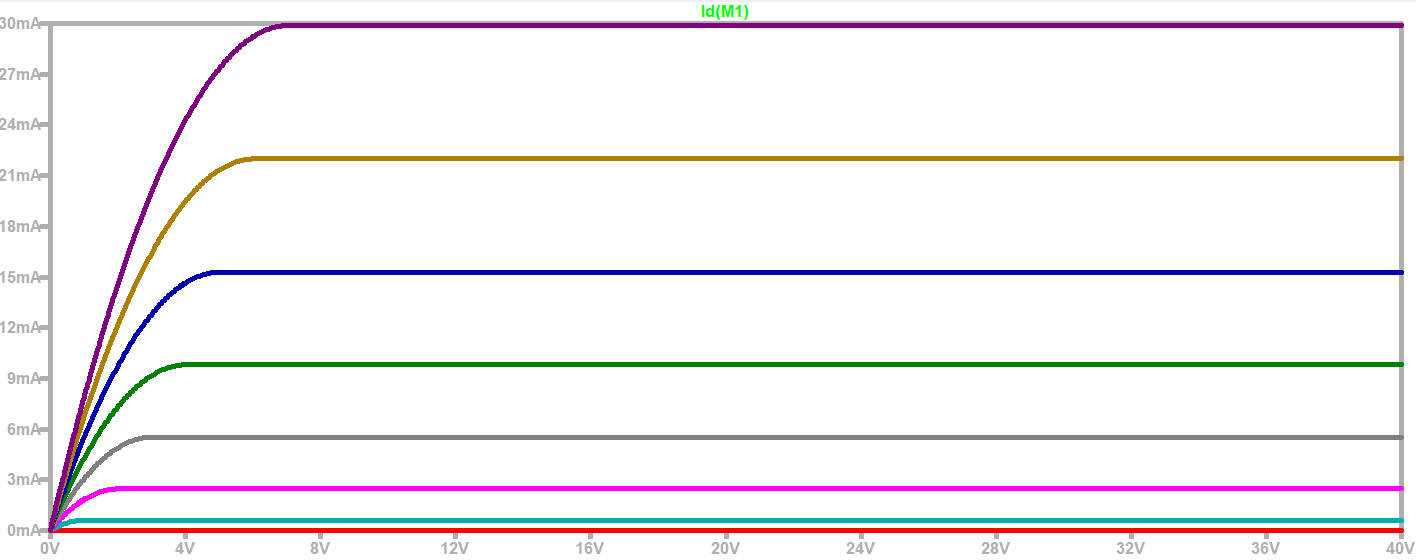 Id(M1)
30mA
27mA
24mA
21mA
18mA
15mA
12mA
9mA
6mA
3mA
0mA
0V 4V 8V 12V 16V 20V 24V 28V 32V 36V 40V